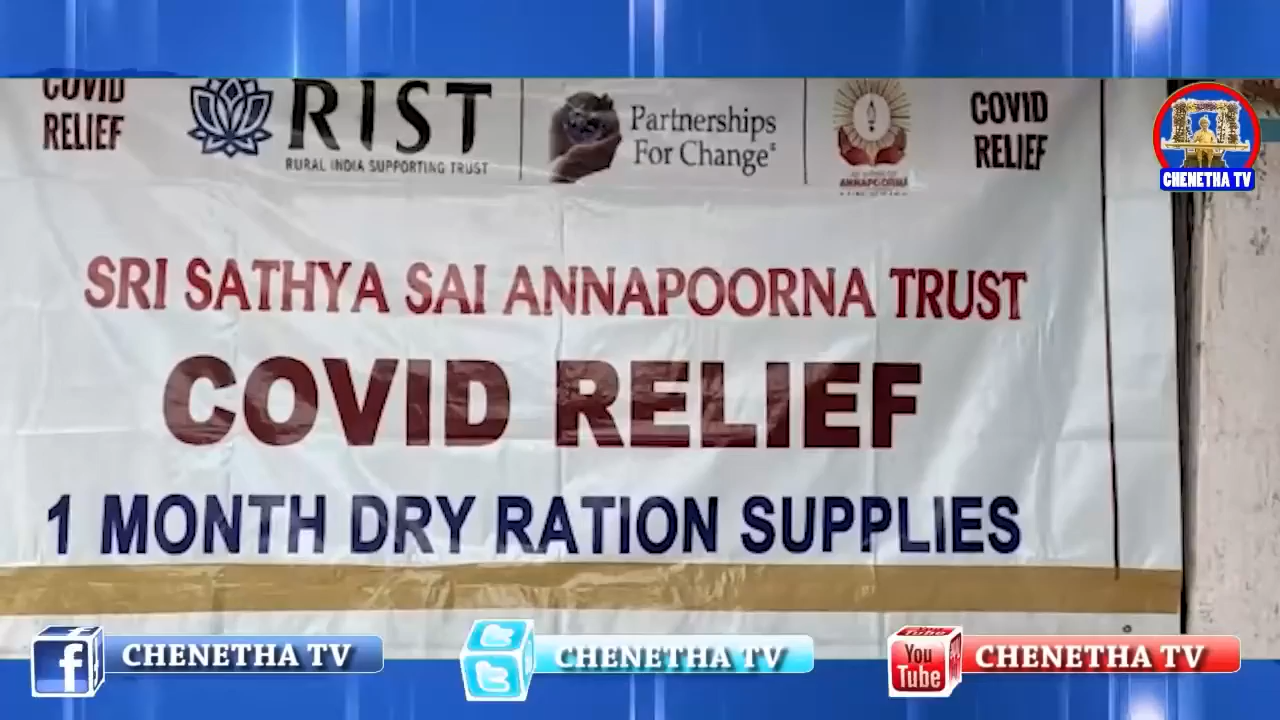 COVID
RELIEF
RIST
RURAL INDIA SUPPORTING TRUST
Partnerships
For Change
ANNAPOORNA
COVID
RELIEF
CHENETHA TV
SRI SATHYA SAI ANNAPOORNA TRUST
COVID RELIEF
1 MONTH DRY RATION SUPPLIES
f CHENETHA TV
CHENETHA TV
You
Tube
CHENETHA TV